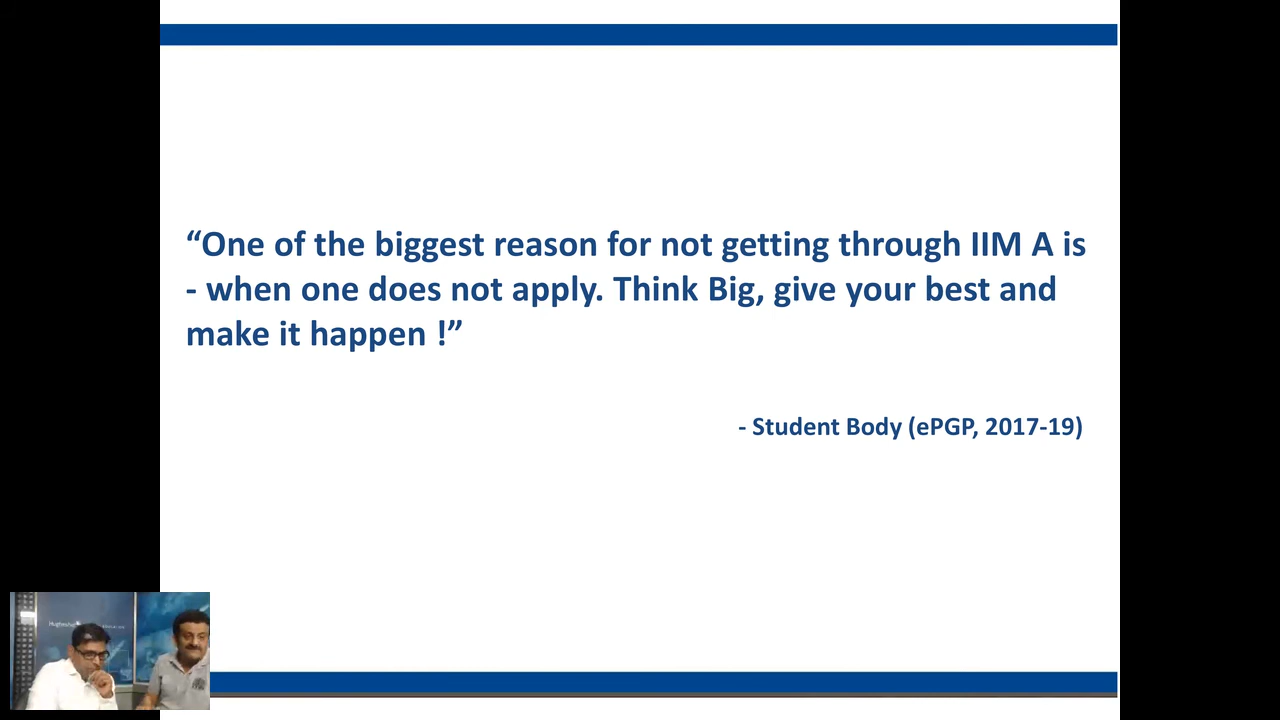 “One of the biggest reason for not getting through IIM A is
- when one does not apply. Think Big, give your best and
make it happen !”
- Student Body (ePGP, 2017-19)